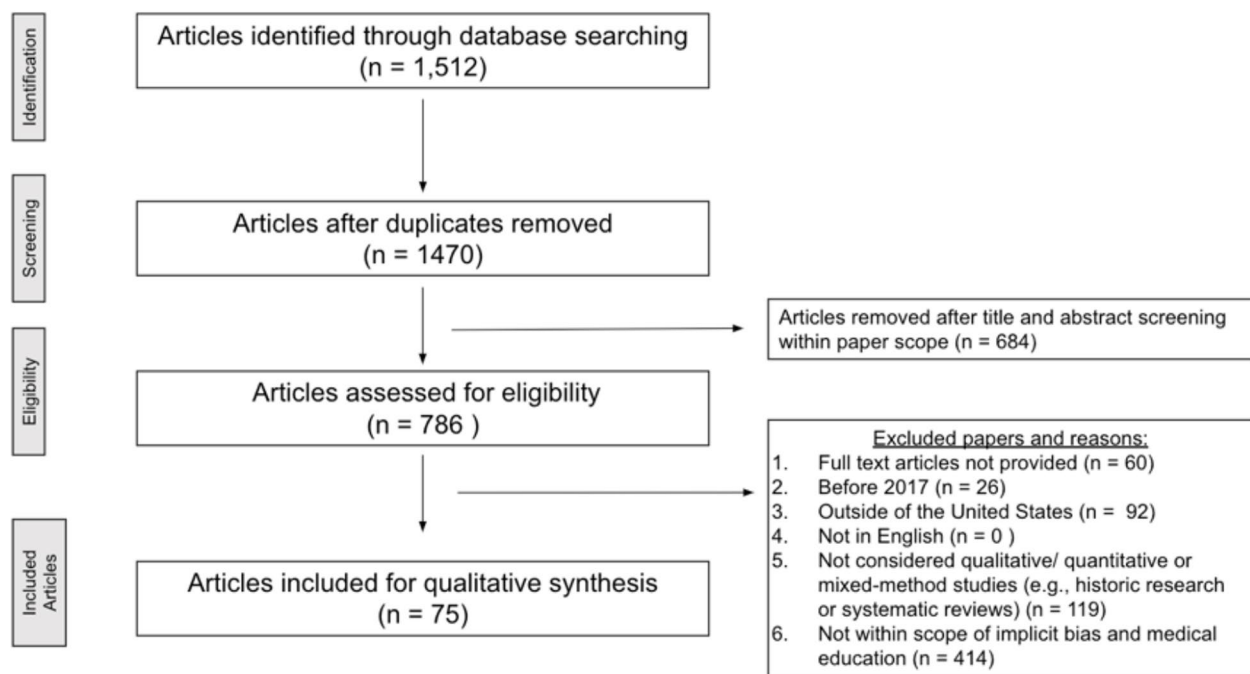 Identification
Articles identified through database searching
(n = 1,512)
Screening
Articles after duplicates removed
(n = 1470)
Articles removed after title and abstract screening
within paper scope (n = 684)
Eligibility
Articles assessed for eligibility
(n = 786 )
Excluded papers and reasons:
1. Full text articles not provided (n = 60)
2. Before 2017 (n = 26)
3. Outside of the United States (n = 92)
4. Not in English (n = 0 )
5. Not considered qualitative/ quantitative or
mixed-method studies (e.g., historic research
or systematic reviews) (n = 119)
6. Not within scope of implicit bias and medical
education (n = 414)
Included
Articles
Articles included for qualitative synthesis
(n = 75)